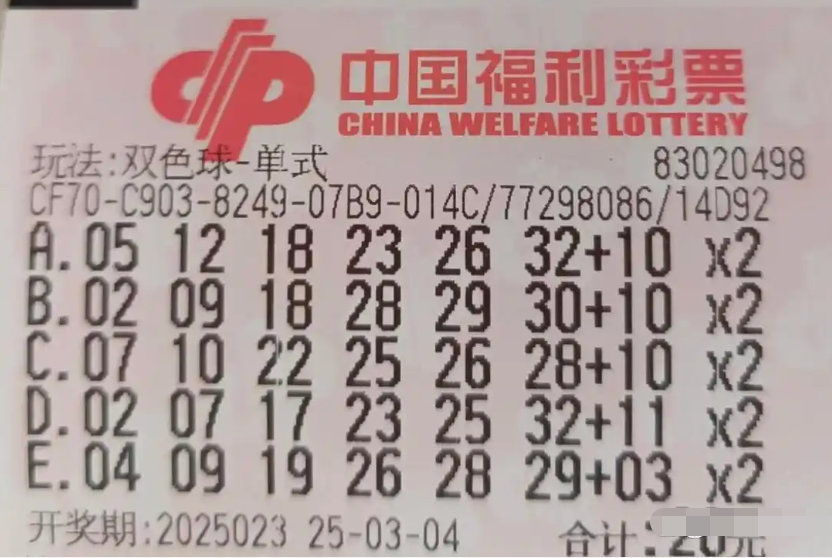 中国福利彩票
CHINA WELFARE LOTTERY
玩法:双色球-单式 83020498
CF70-C903-8249-07B9-014C/77298086/14D92
A.05 12 18 23 26 32+10 x2
B.02 09 18 28 29 30+10 x2
C.07 10 22 25 26 28+10 x2
D.02 07 17 23 25 32+11 x2
E.04 09 19 26 28 29+03 x2
开奖期:2025023 25-03-04 合计:20元